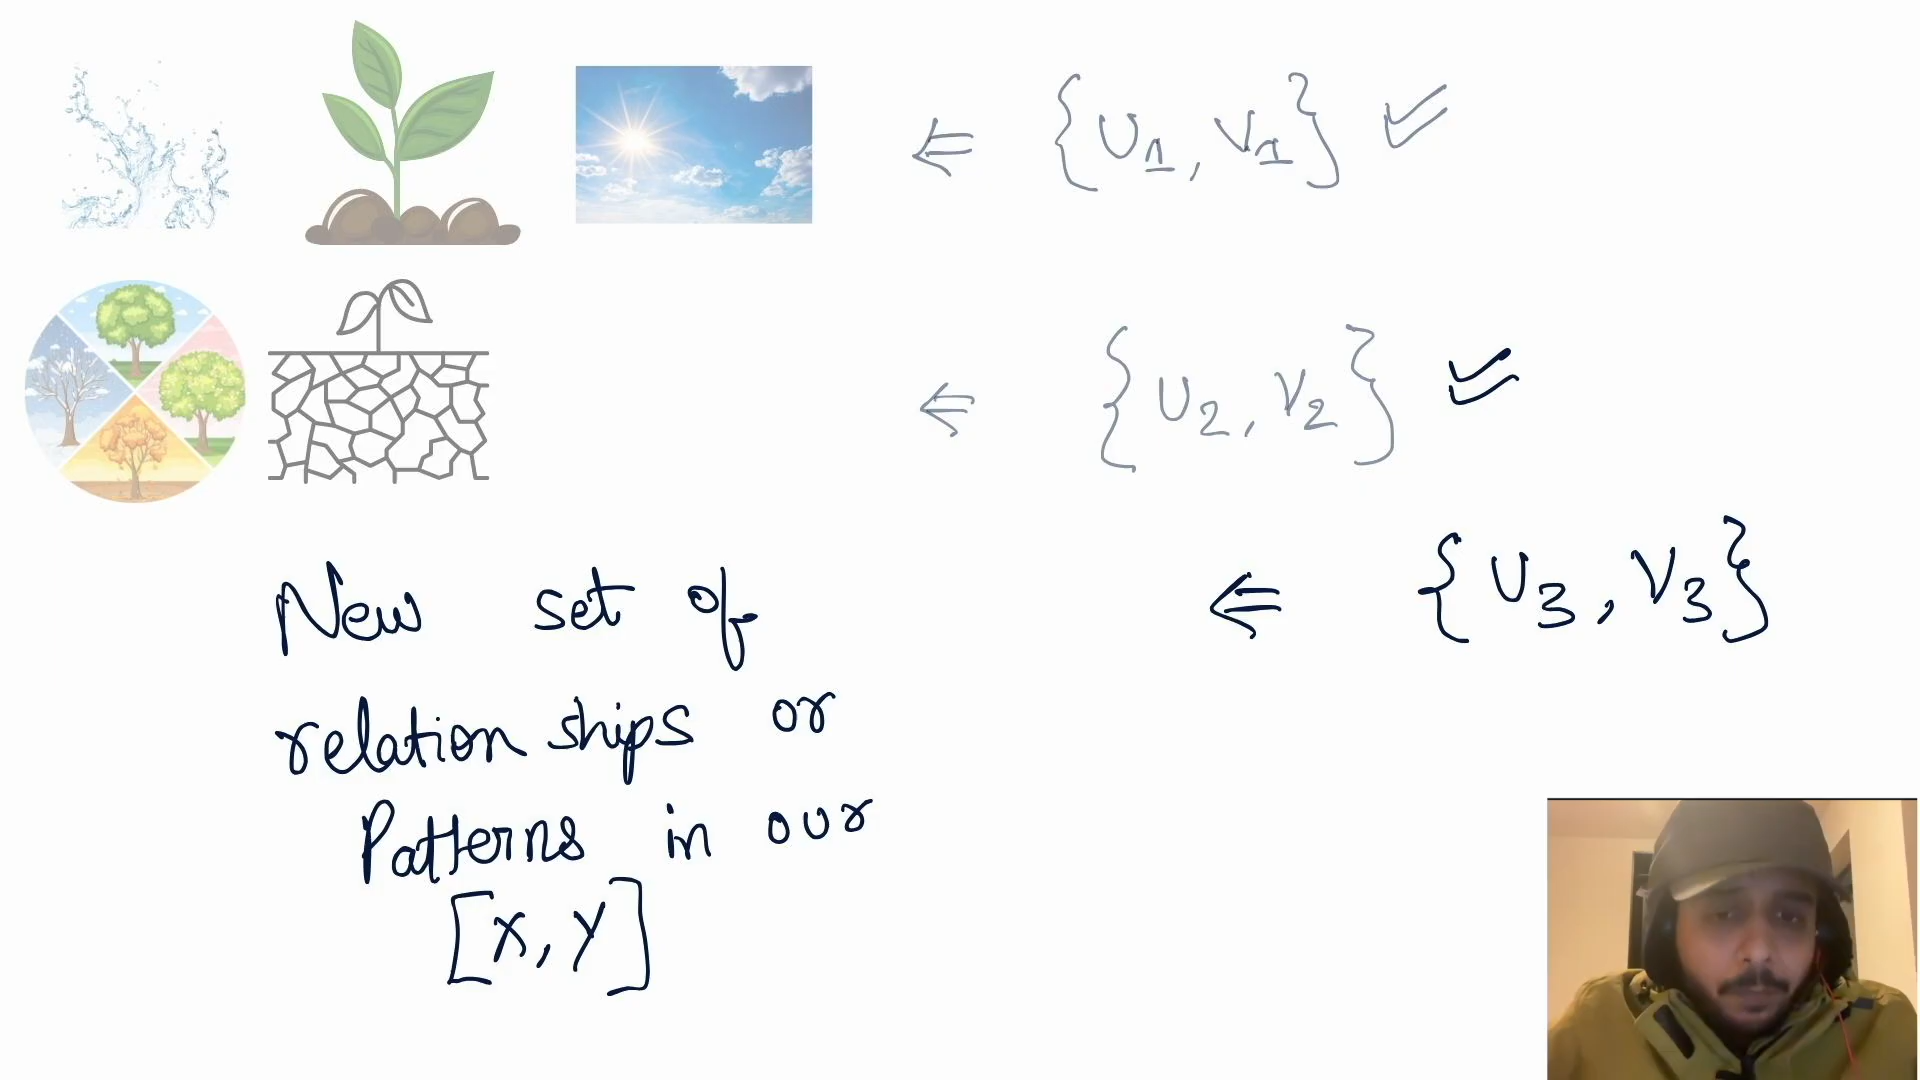 ⇐ {U1, V1}
⇐ {U2, V2}
New set of ⇐ {U3, V3}
relationships or
Patterns in our
[X, Y]